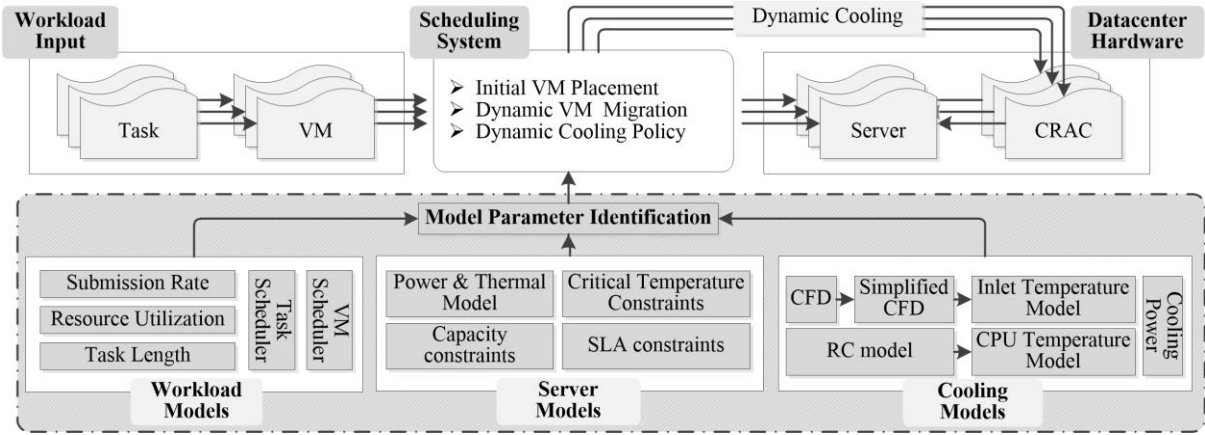 Workload
Input
Scheduling
System
Dynamic Cooling
Datacenter
Hardware
Task
VM
➢ Initial VM Placement
➢ Dynamic VM Migration
➢ Dynamic Cooling Policy
Server
CRAC
Model Parameter Identification
Submission Rate
Resource Utilization
Task Length
Task
Scheduler
VM
Scheduler
Workload
Models
Power & Thermal
Model
Critical Temperature
Constraints
Capacity
constraints
SLA constraints
Server
Models
CFD
Simplified
CFD
Inlet Temperature
Model
RC model
CPU Temperature
Model
Cooling
Power
Cooling
Models